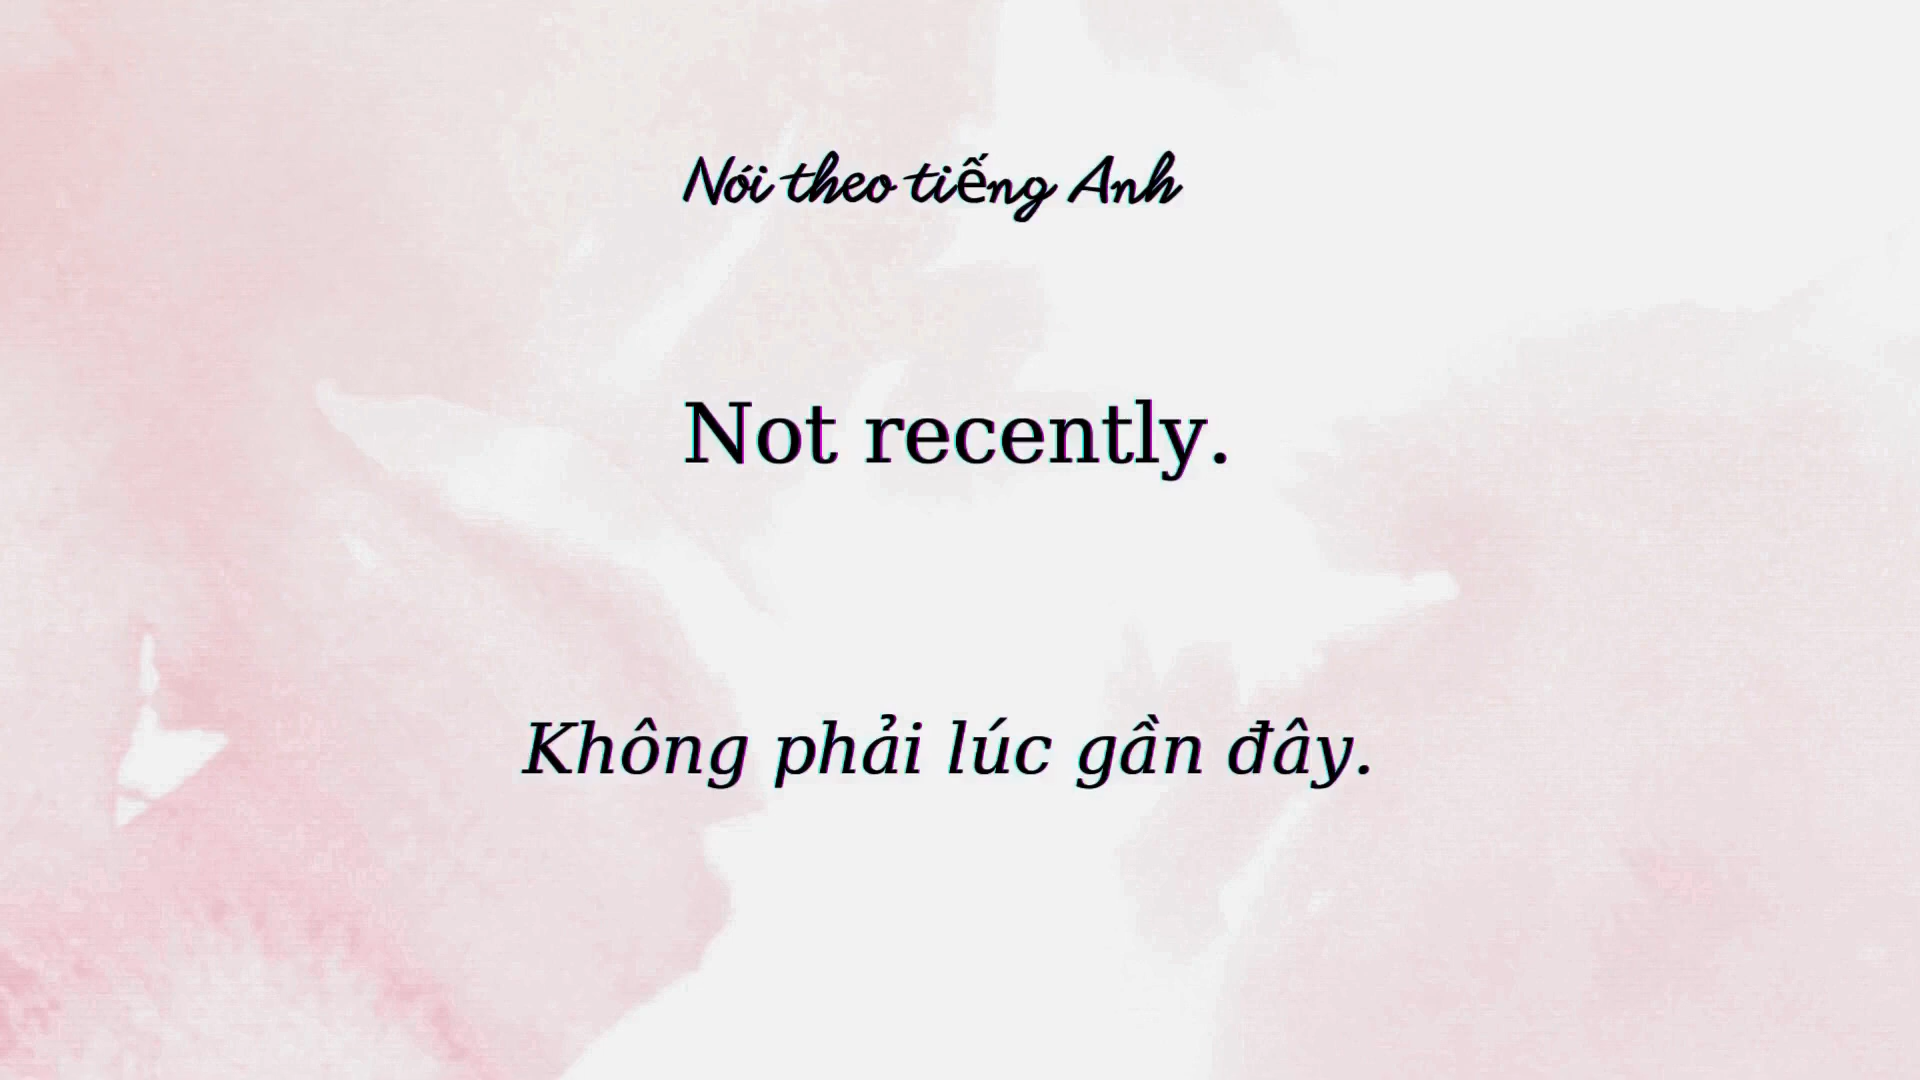 Nói theo tiếng Anh
Not recently.
Không phải lúc gần đây.